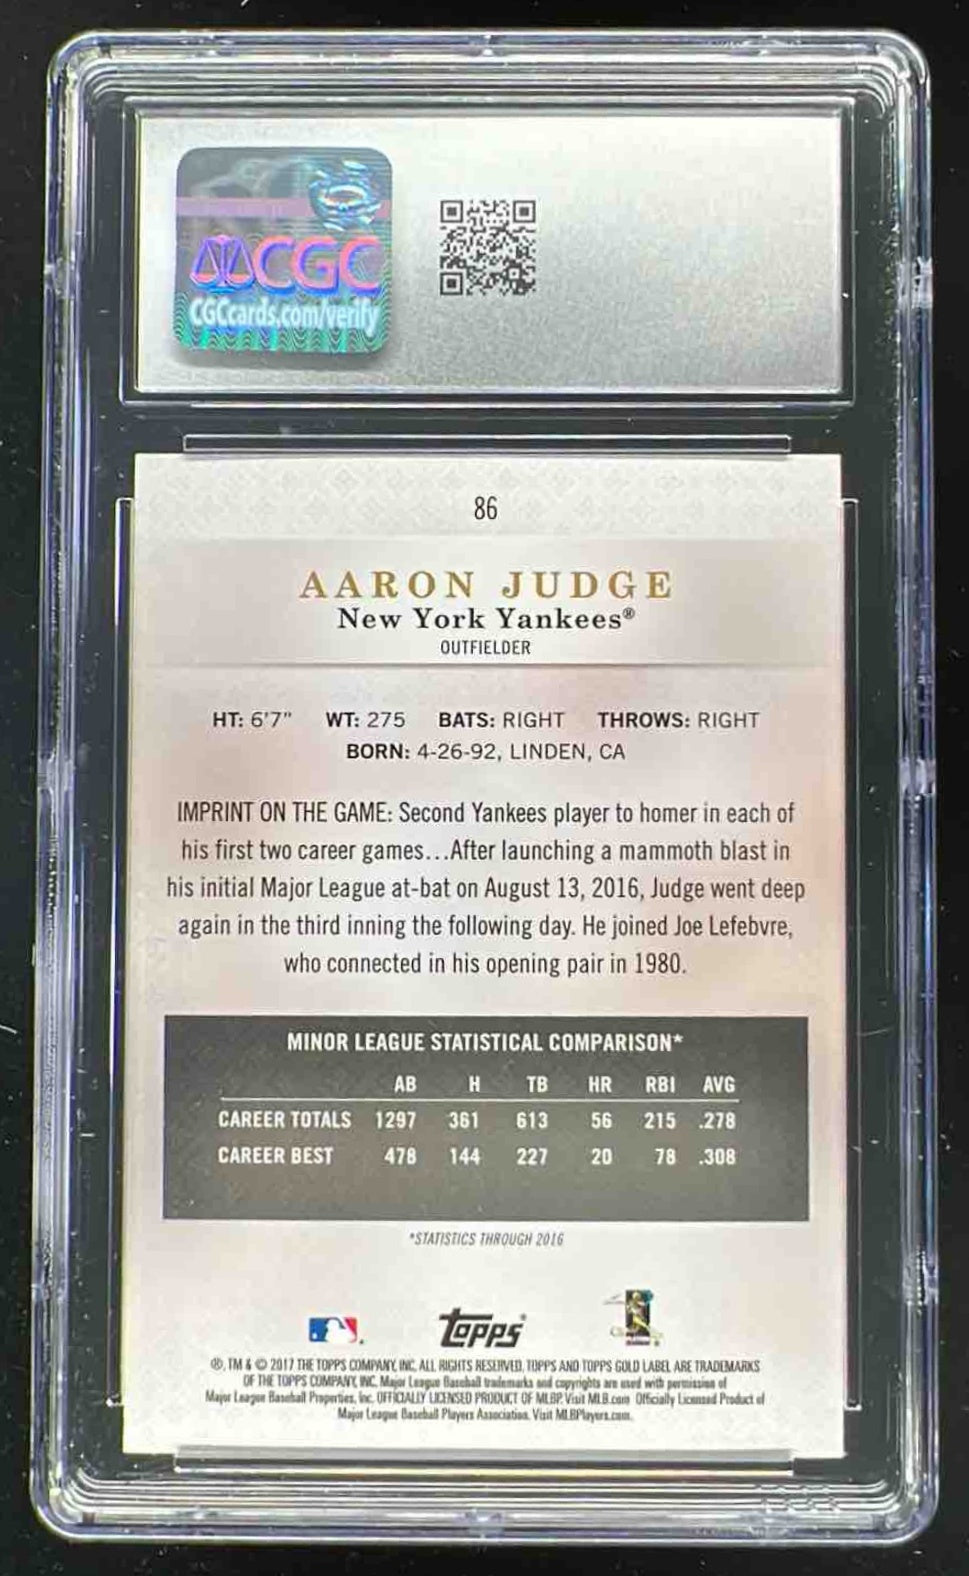 CGC
CGCcards.com/verify
86
AARON JUDGE
New York Yankees®
OUTFIELDER
HT: 6'7" WT: 275 BATS: RIGHT THROWS: RIGHT
BORN: 4-26-92, LINDEN, CA
IMPRINT ON THE GAME: Second Yankees player to homer in each of
his first two career games...After launching a mammoth blast in
his initial Major League at-bat on August 13, 2016, Judge went deep
again in the third inning the following day. He joined Joe Lefebvre,
who connected in his opening pair in 1980.
MINOR LEAGUE STATISTICAL COMPARISON*
AB H TB HR RBI AVG
CAREER TOTALS 1297 361 613 56 215 .278
CAREER BEST 478 144 227 20 78 .308
*STATISTICS THROUGH 2016
topps
®, TM & © 2017 THE TOPPS COMPANY, INC. ALL RIGHTS RESERVED. TOPPS AND TOPPS GOLD LABEL ARE TRADEMARKS
OF THE TOPPS COMPANY, INC. Major League Baseball trademarks and copyrights are used with permission of
Major League Baseball Properties, Inc. OFFICIALLY LICENSED PRODUCT OF MLBP. Visit MLB.com Officially Licensed Product of
Major League Baseball Players Association. Visit MLBPlayers.com.